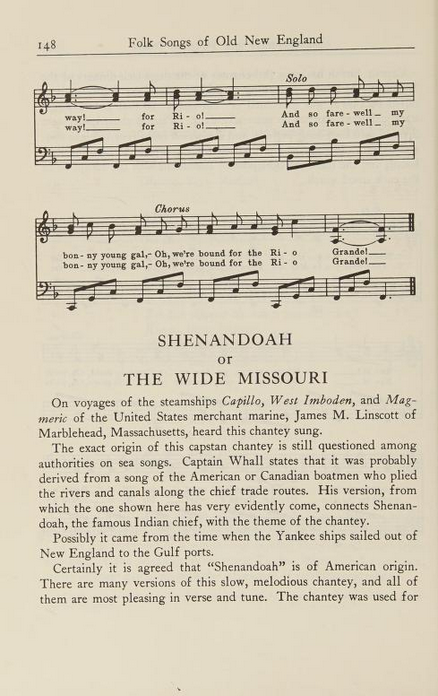 148 Folk Songs of Old New England
Solo
way! for Ri - o! And so fare - well my
way! for Ri - o! And so fare - well my
Chorus
bon - ny young gal, - Oh, we're bound for the Ri - o Grande!
bon - ny young gal, - Oh, we're bound for the Ri - o Grande!
SHENANDOAH
or
THE WIDE MISSOURI
On voyages of the steamships Capillo, West Imboden, and Mag-
meric of the United States merchant marine, James M. Linscott of
Marblehead, Massachusetts, heard this chantey sung.
The exact origin of this capstan chantey is still questioned among
authorities on sea songs. Captain Whall states that it was probably
derived from a song of the American or Canadian boatmen who plied
the rivers and canals along the chief trade routes. His version, from
which the one shown here has very evidently come, connects Shenan-
doah, the famous Indian chief, with the theme of the chantey.
Possibly it came from the time when the Yankee ships sailed out of
New England to the Gulf ports.
Certainly it is agreed that "Shenandoah" is of American origin.
There are many versions of this slow, melodious chantey, and all of
them are most pleasing in verse and tune. The chantey was used for